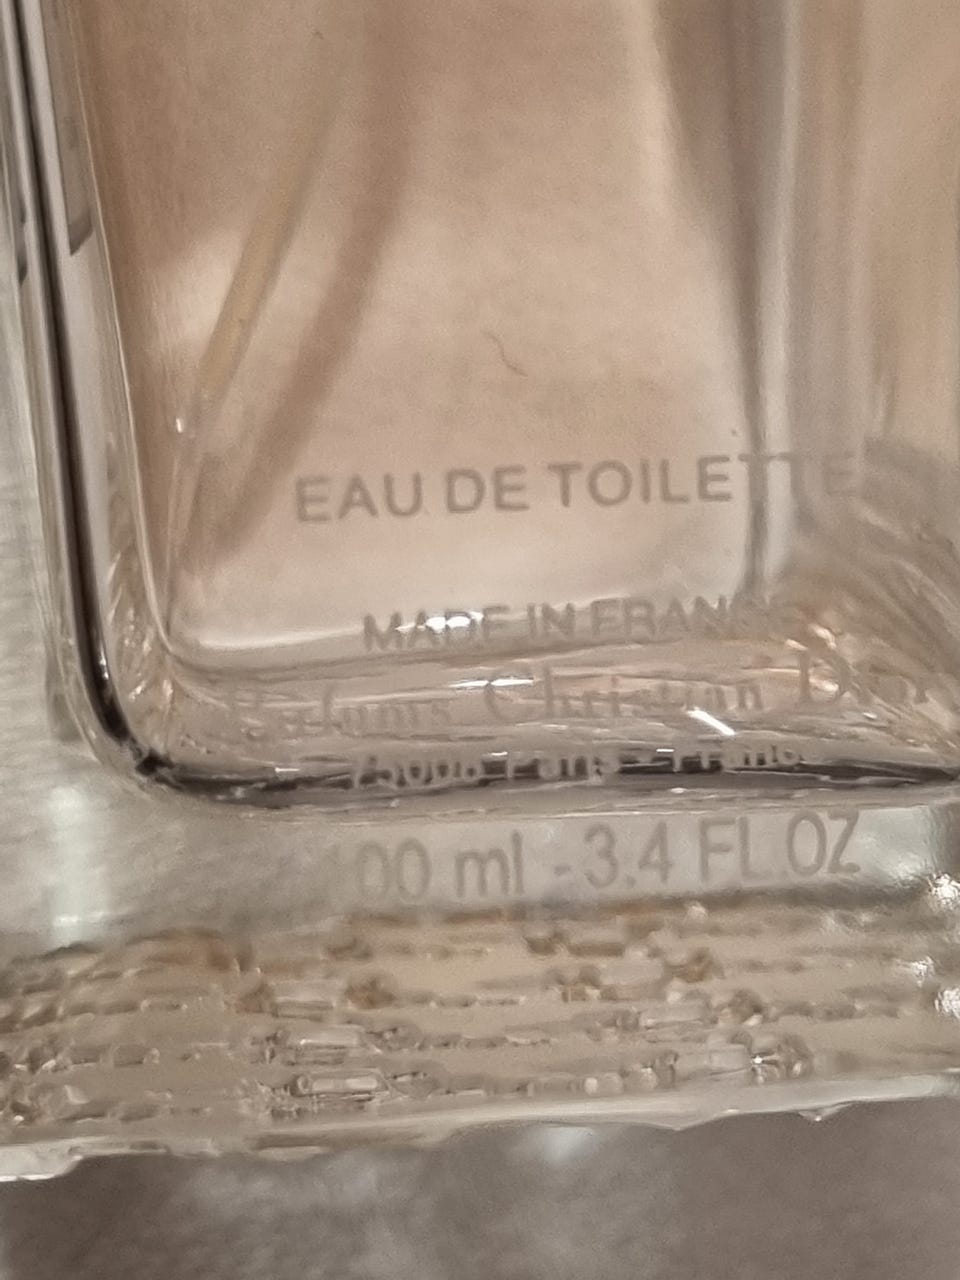 EAU DE TOILETTE
MADE IN FRANCE
Parfums Christian Dior
75008 Paris - France
100 ml - 3.4 FL.OZ